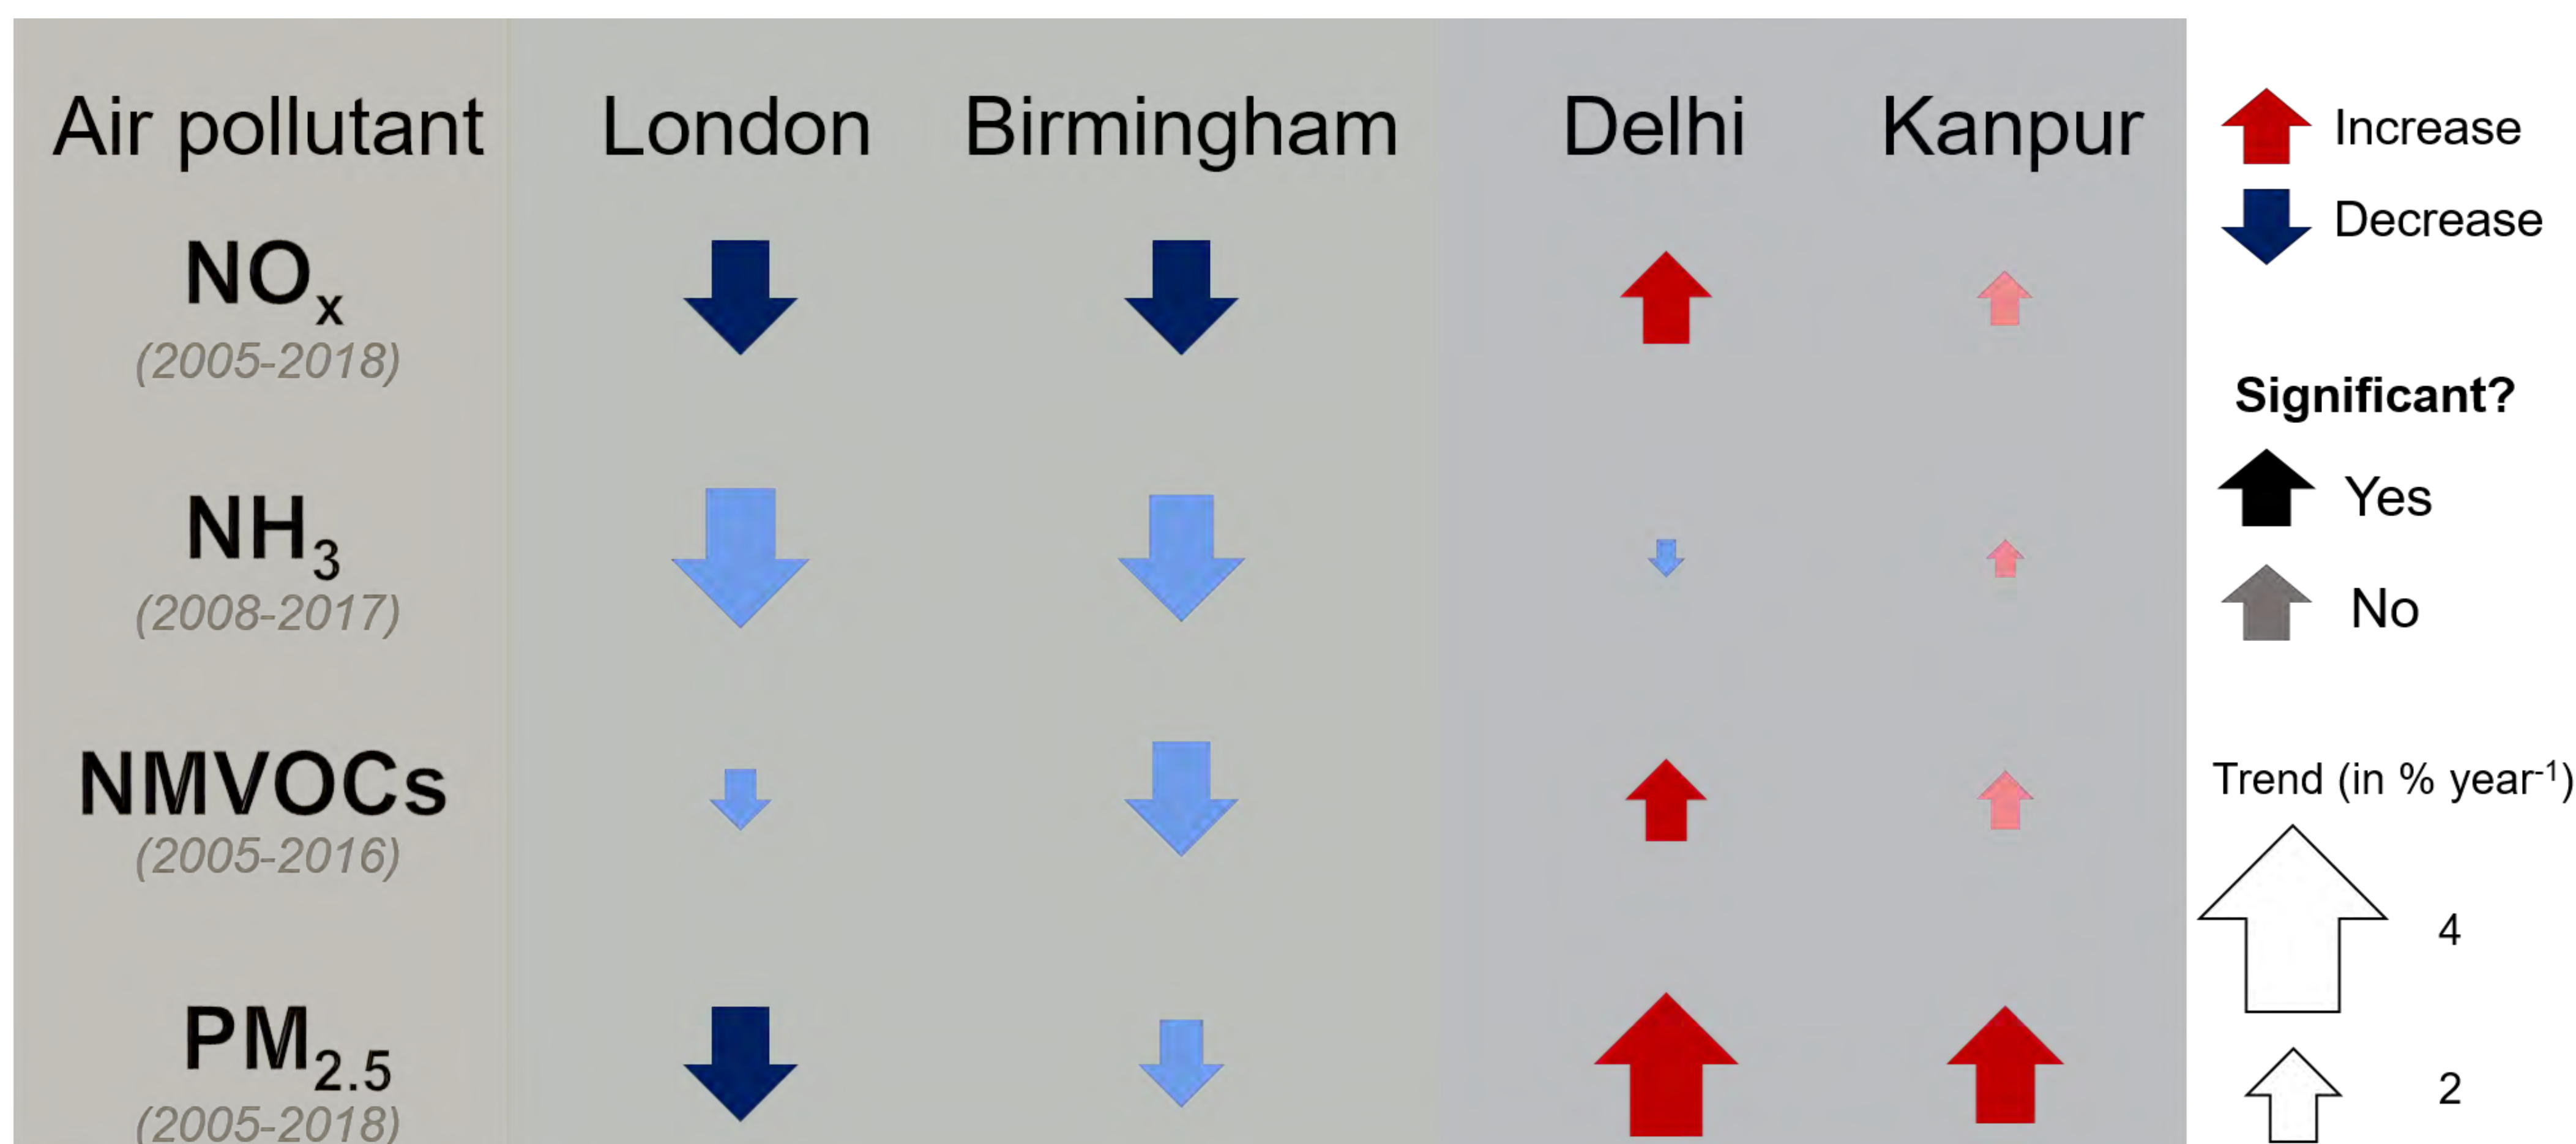 Air pollutant London Birmingham Delhi Kanpur
NOₓ
(2005-2018)
NH₃
(2008-2017)
NMVOCs
(2005-2016)
PM₂.₅
(2005-2018)
Increase
Decrease
Significant?
Yes
No
Trend (in % year⁻¹)
4
2